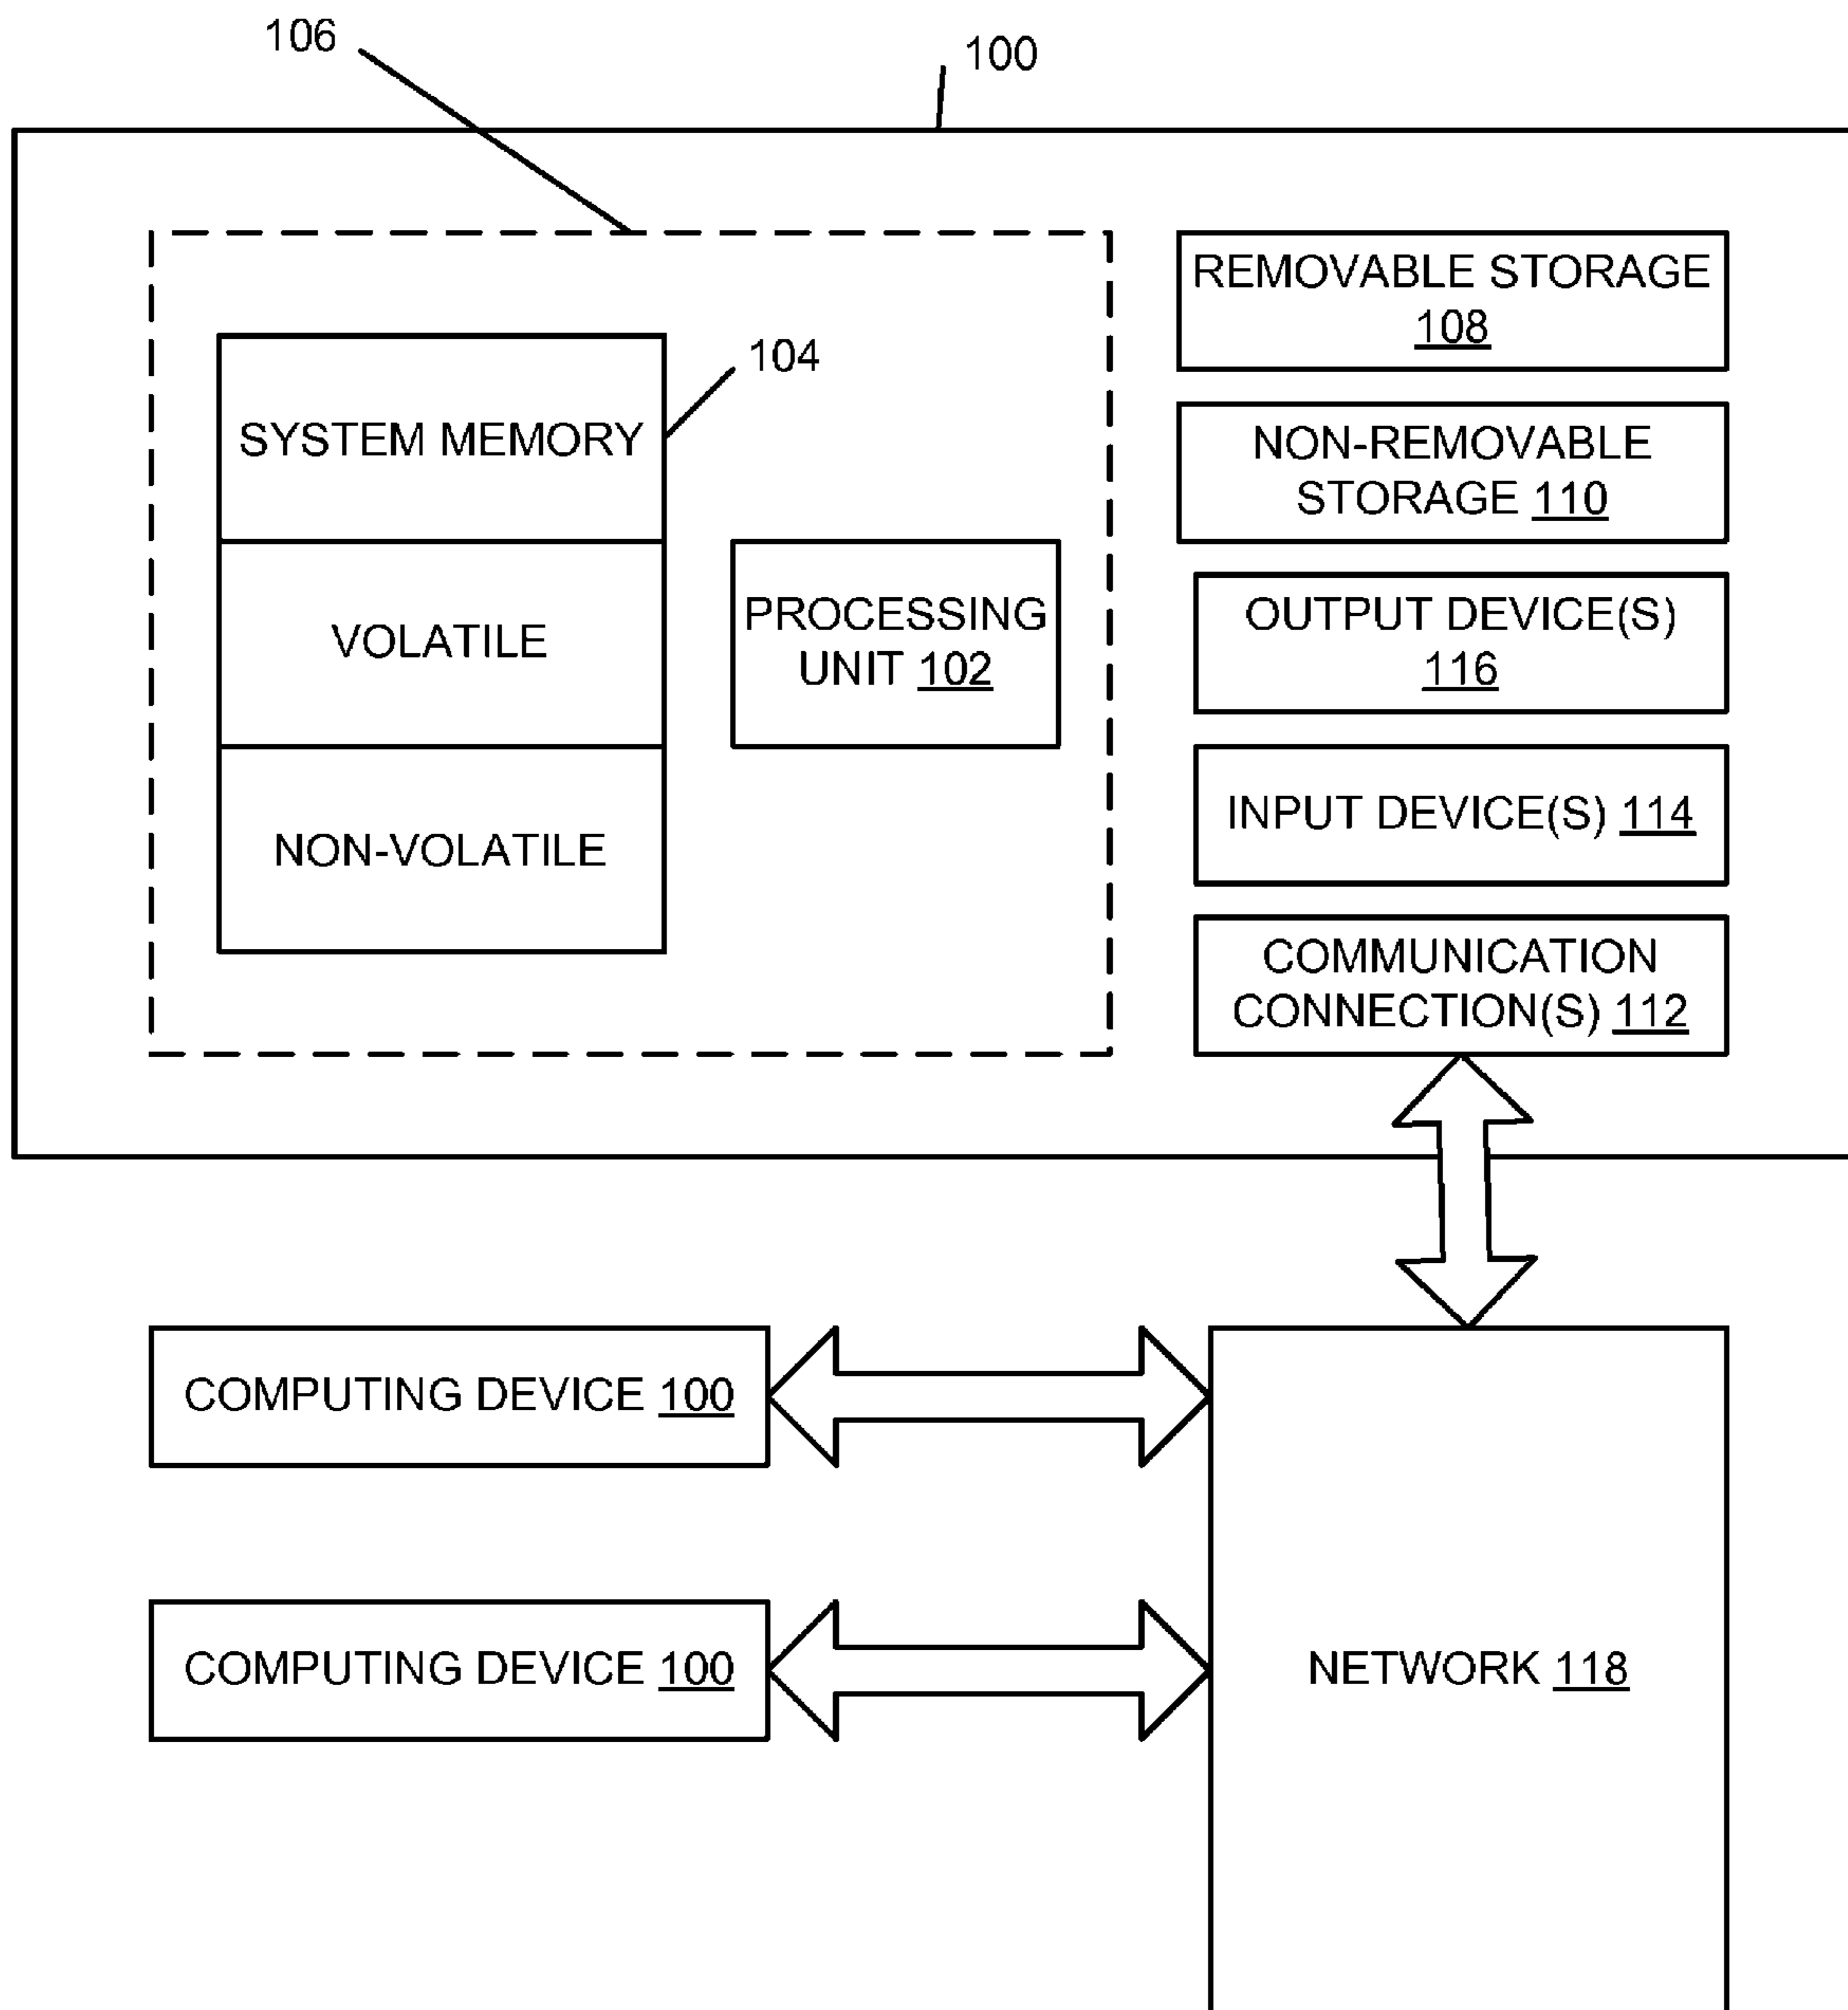 106
100
REMOVABLE STORAGE
108
104
SYSTEM MEMORY
NON-REMOVABLE
STORAGE 110
VOLATILE
PROCESSING
UNIT 102
OUTPUT DEVICE(S)
116
NON-VOLATILE
INPUT DEVICE(S) 114
COMMUNICATION
CONNECTION(S) 112
COMPUTING DEVICE 100
COMPUTING DEVICE 100
NETWORK 118